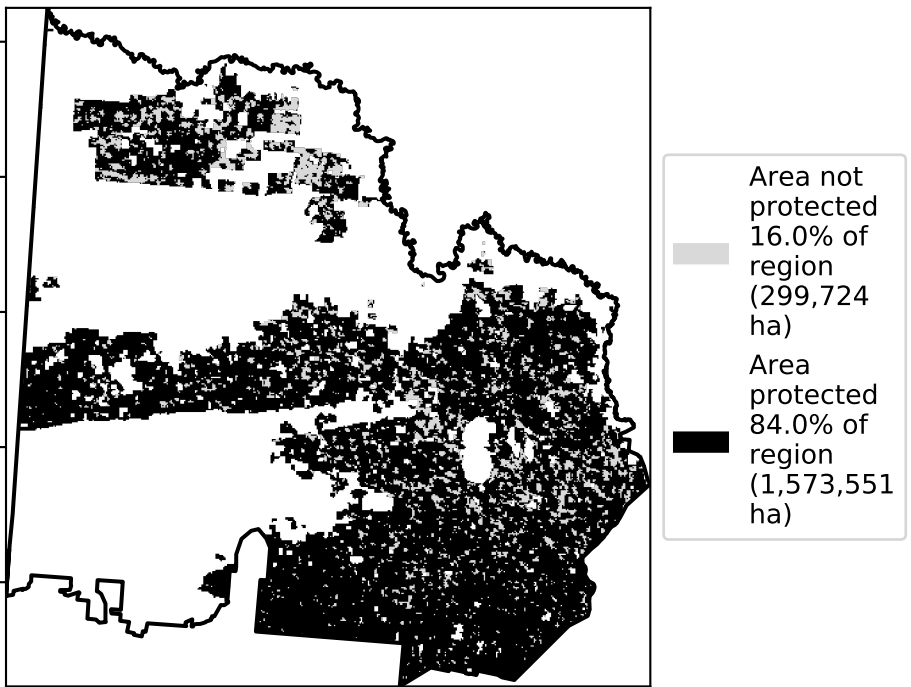 Area not
protected
16.0% of
region
(299,724
ha)
Area
protected
84.0% of
region
(1,573,551
ha)